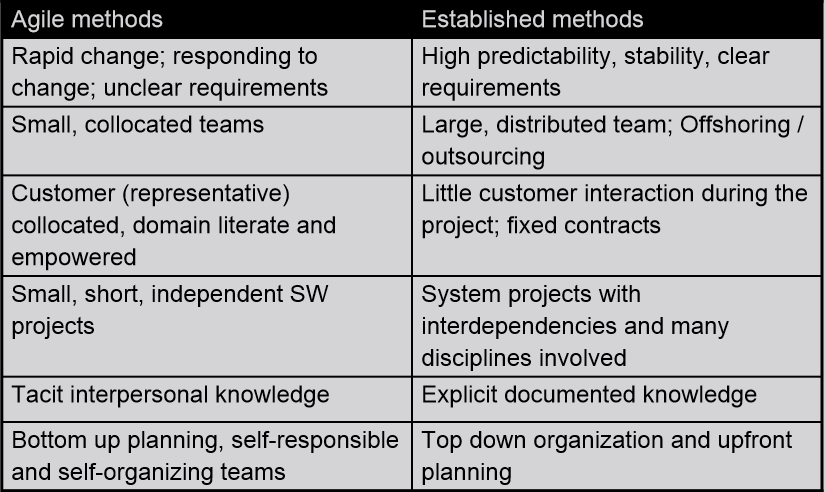 Agile methods
Established methods
Rapid change; responding to
change; unclear requirements
High predictability, stability, clear
requirements
Small, collocated teams
Large, distributed team; Offshoring /
outsourcing
Customer (representative)
collocated, domain literate and
empowered
Little customer interaction during the
project; fixed contracts
Small, short, independent SW
projects
System projects with
interdependencies and many
disciplines involved
Tacit interpersonal knowledge
Explicit documented knowledge
Bottom up planning, self-responsible
and self-organizing teams
Top down organization and upfront
planning